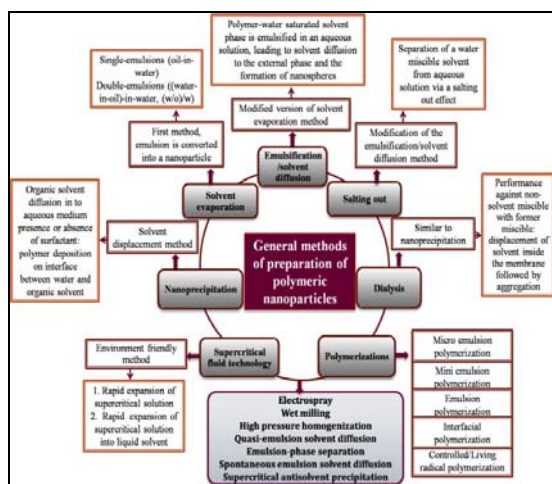 Polymer-water saturated solvent
phase is emulsified in an aqueous
solution, leading to solvent diffusion
to the external phase and the
formation of nanospheres
Single-emulsions (oil-in-
water)
Double-emulsions ((water-
in-oil)-in-water, (w/o)/w)
Separation of a water
miscible solvent
from aqueous
solution via a salting
out effect
First method,
emulsion is converted
into a nanoparticle
Modified version of solvent
evaporation method
Modification of the
emulsification/solvent
diffusion method
Emulsification
/solvent
diffusion
Solvent
evaporation
Salting out
Organic solvent
diffusion in to
aqueous medium
presence or absence
of surfactant:
polymer deposition
on interface
between water and
organic solvent
Solvent
displacement method
Similar to
nanoprecipitation
Performance
against non-
solvent miscible
with former
miscible:
displacement of
solvent inside
the membrane
followed by
aggregation
General methods
of preparation of
polymeric
nanoparticles
Nanoprecipitation
Dialysis
Environment friendly
method
Supercritical
fluid technology
Polymerizations
1. Rapid expansion of
supercritical solution
2. Rapid expansion of
supercritical solution
into liquid solvent
Micro emulsion
polymerization
Mini emulsion
polymerization
Emulsion
polymerization
Interfacial
polymerization
Controlled/Living
radical polymerization
Electrospray
Wet milling
High pressure homogenization
Quasi-emulsion solvent diffusion
Emulsion-phase separation
Spontaneous emulsion solvent diffusion
Supercritical antisolvent precipitation